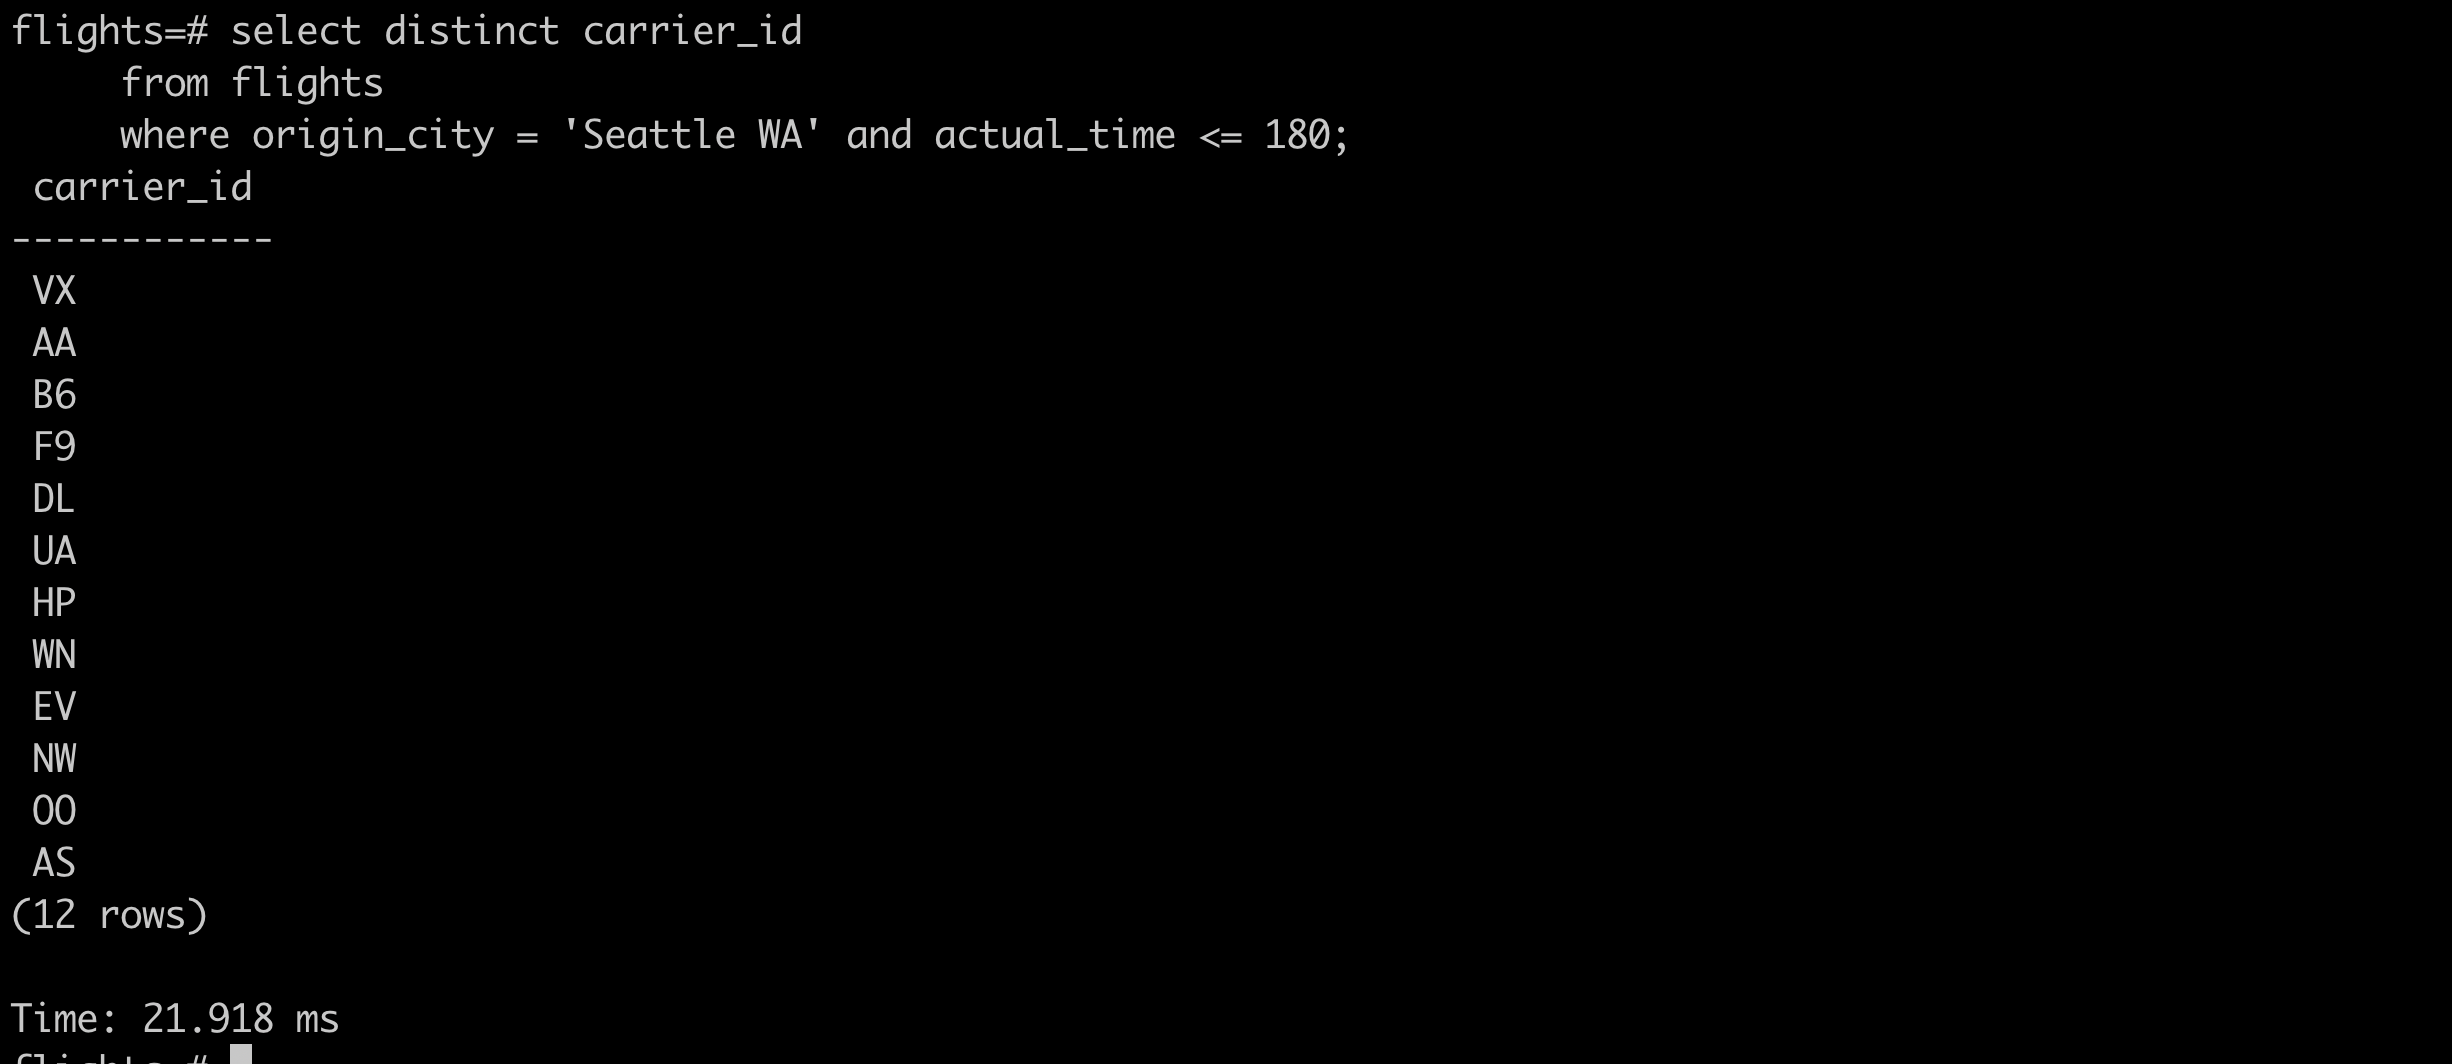 flights=# select distinct carrier_id
     from flights
     where origin_city = 'Seattle WA' and actual_time <= 180;
 carrier_id
------------
 VX
 AA
 B6
 F9
 DL
 UA
 HP
 WN
 EV
 NW
 OO
 AS
(12 rows)

Time: 21.918 ms
flights=#